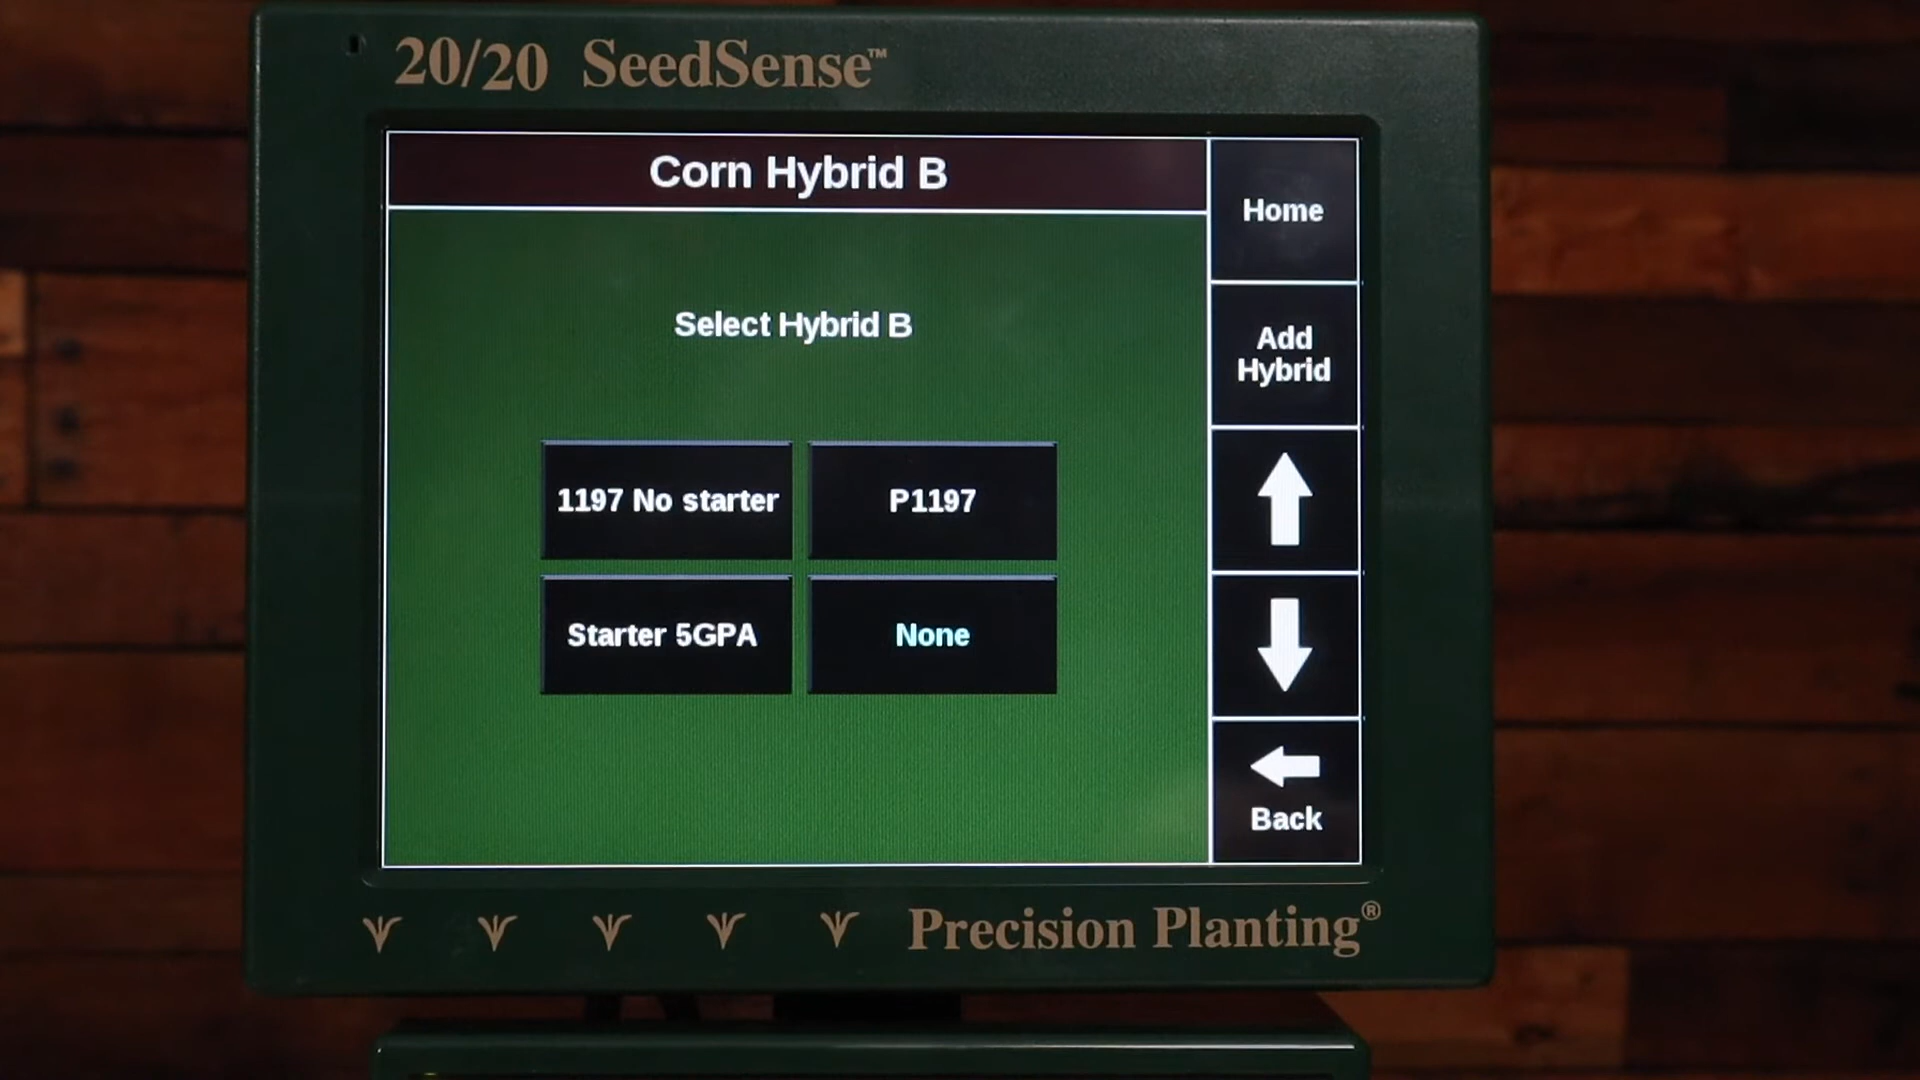 20/20 SeedSense™
Corn Hybrid B
Home
Select Hybrid B
Add
Hybrid
1197 No starter
P1197
Starter 5GPA
None
Back
Precision Planting®